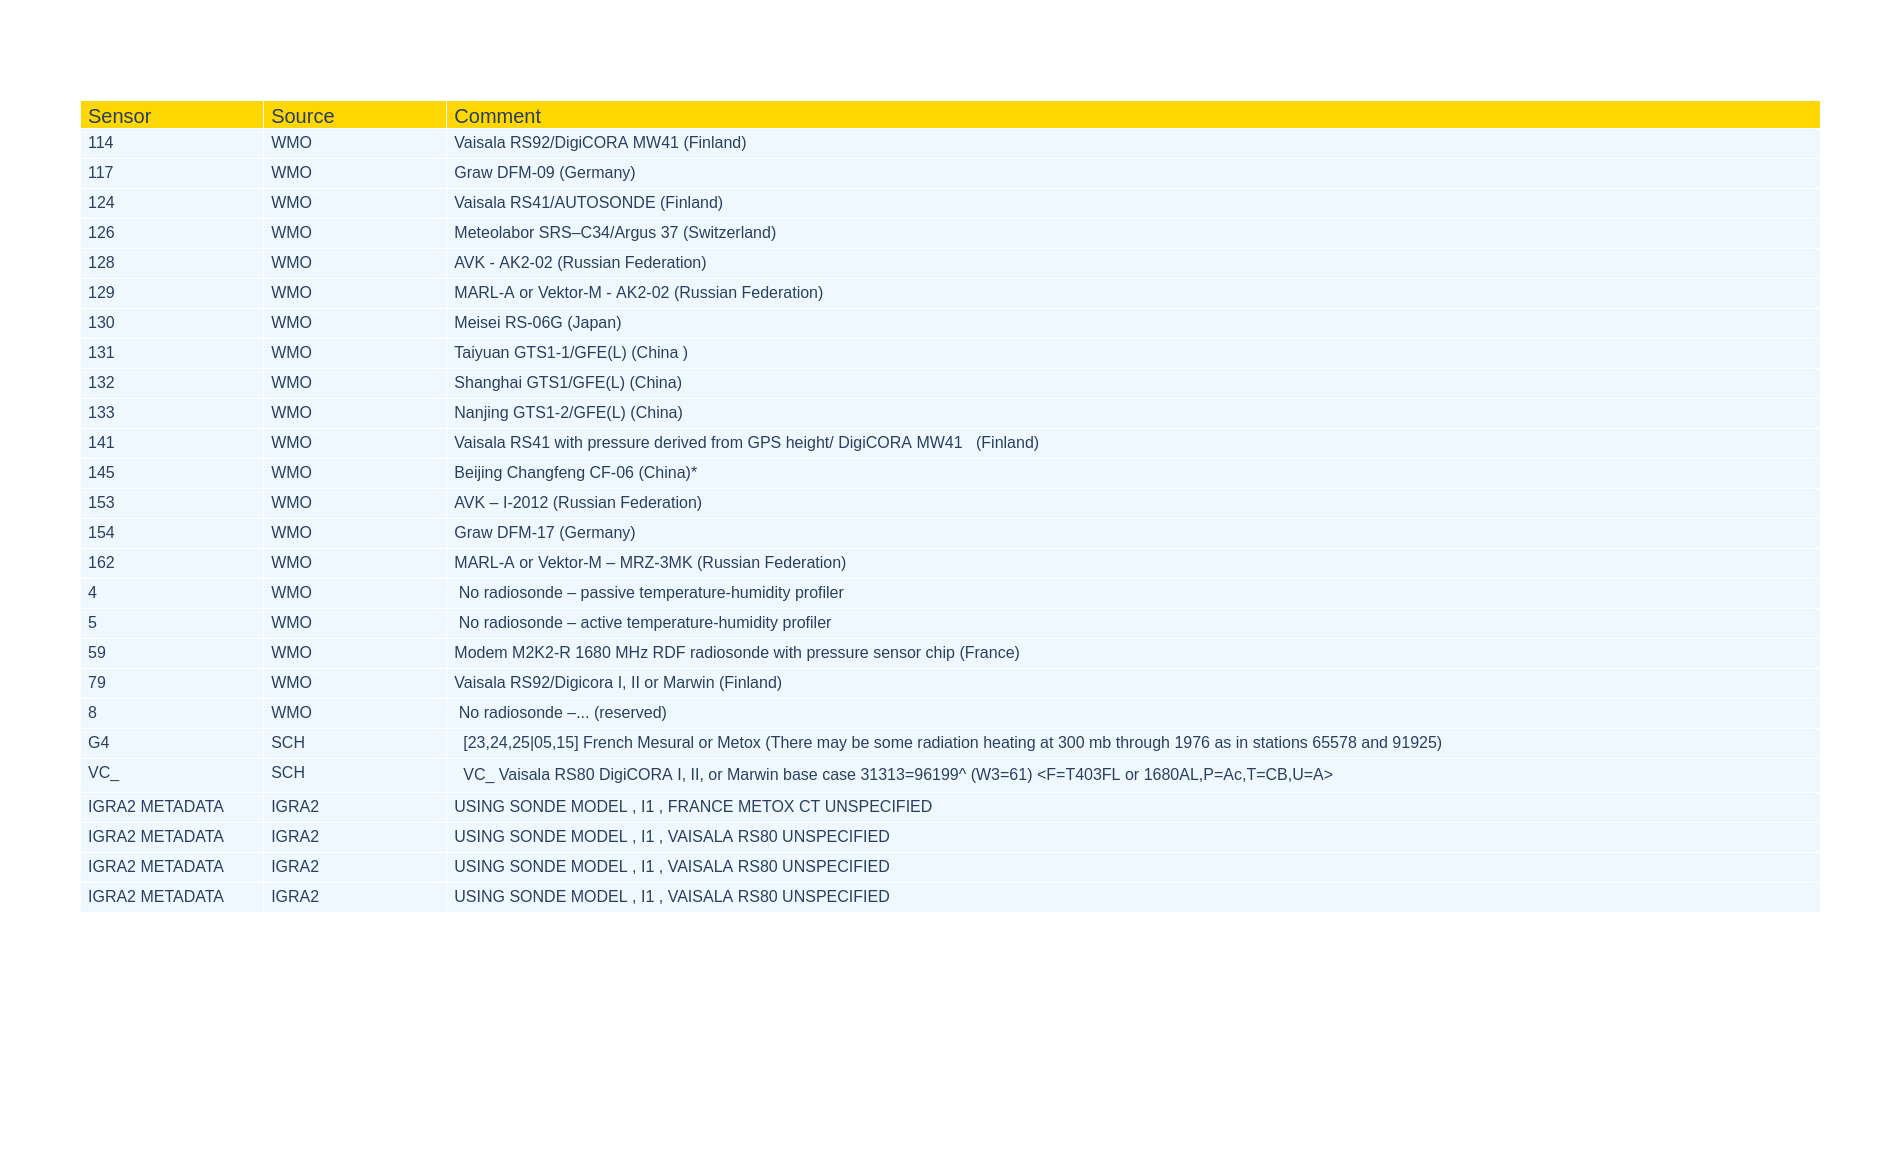 Sensor Source Comment
114 WMO Vaisala RS92/DigiCORA MW41 (Finland)
117 WMO Graw DFM-09 (Germany)
124 WMO Vaisala RS41/AUTOSONDE (Finland)
126 WMO Meteolabor SRS–C34/Argus 37 (Switzerland)
128 WMO AVK - AK2-02 (Russian Federation)
129 WMO MARL-A or Vektor-M - AK2-02 (Russian Federation)
130 WMO Meisei RS-06G (Japan)
131 WMO Taiyuan GTS1-1/GFE(L) (China )
132 WMO Shanghai GTS1/GFE(L) (China)
133 WMO Nanjing GTS1-2/GFE(L) (China)
141 WMO Vaisala RS41 with pressure derived from GPS height/ DigiCORA MW41 (Finland)
145 WMO Beijing Changfeng CF-06 (China)*
153 WMO AVK – I-2012 (Russian Federation)
154 WMO Graw DFM-17 (Germany)
162 WMO MARL-A or Vektor-M – MRZ-3MK (Russian Federation)
4 WMO No radiosonde – passive temperature-humidity profiler
5 WMO No radiosonde – active temperature-humidity profiler
59 WMO Modem M2K2-R 1680 MHz RDF radiosonde with pressure sensor chip (France)
79 WMO Vaisala RS92/Digicora I, II or Marwin (Finland)
8 WMO No radiosonde –... (reserved)
G4 SCH [23,24,25|05,15] French Mesural or Metox (There may be some radiation heating at 300 mb through 1976 as in stations 65578 and 91925)
VC_ SCH VC_ Vaisala RS80 DigiCORA I, II, or Marwin base case 31313=96199^ (W3=61) <F=T403FL or 1680AL,P=Ac,T=CB,U=A>
IGRA2 METADATA IGRA2 USING SONDE MODEL , I1 , FRANCE METOX CT UNSPECIFIED
IGRA2 METADATA IGRA2 USING SONDE MODEL , I1 , VAISALA RS80 UNSPECIFIED
IGRA2 METADATA IGRA2 USING SONDE MODEL , I1 , VAISALA RS80 UNSPECIFIED
IGRA2 METADATA IGRA2 USING SONDE MODEL , I1 , VAISALA RS80 UNSPECIFIED